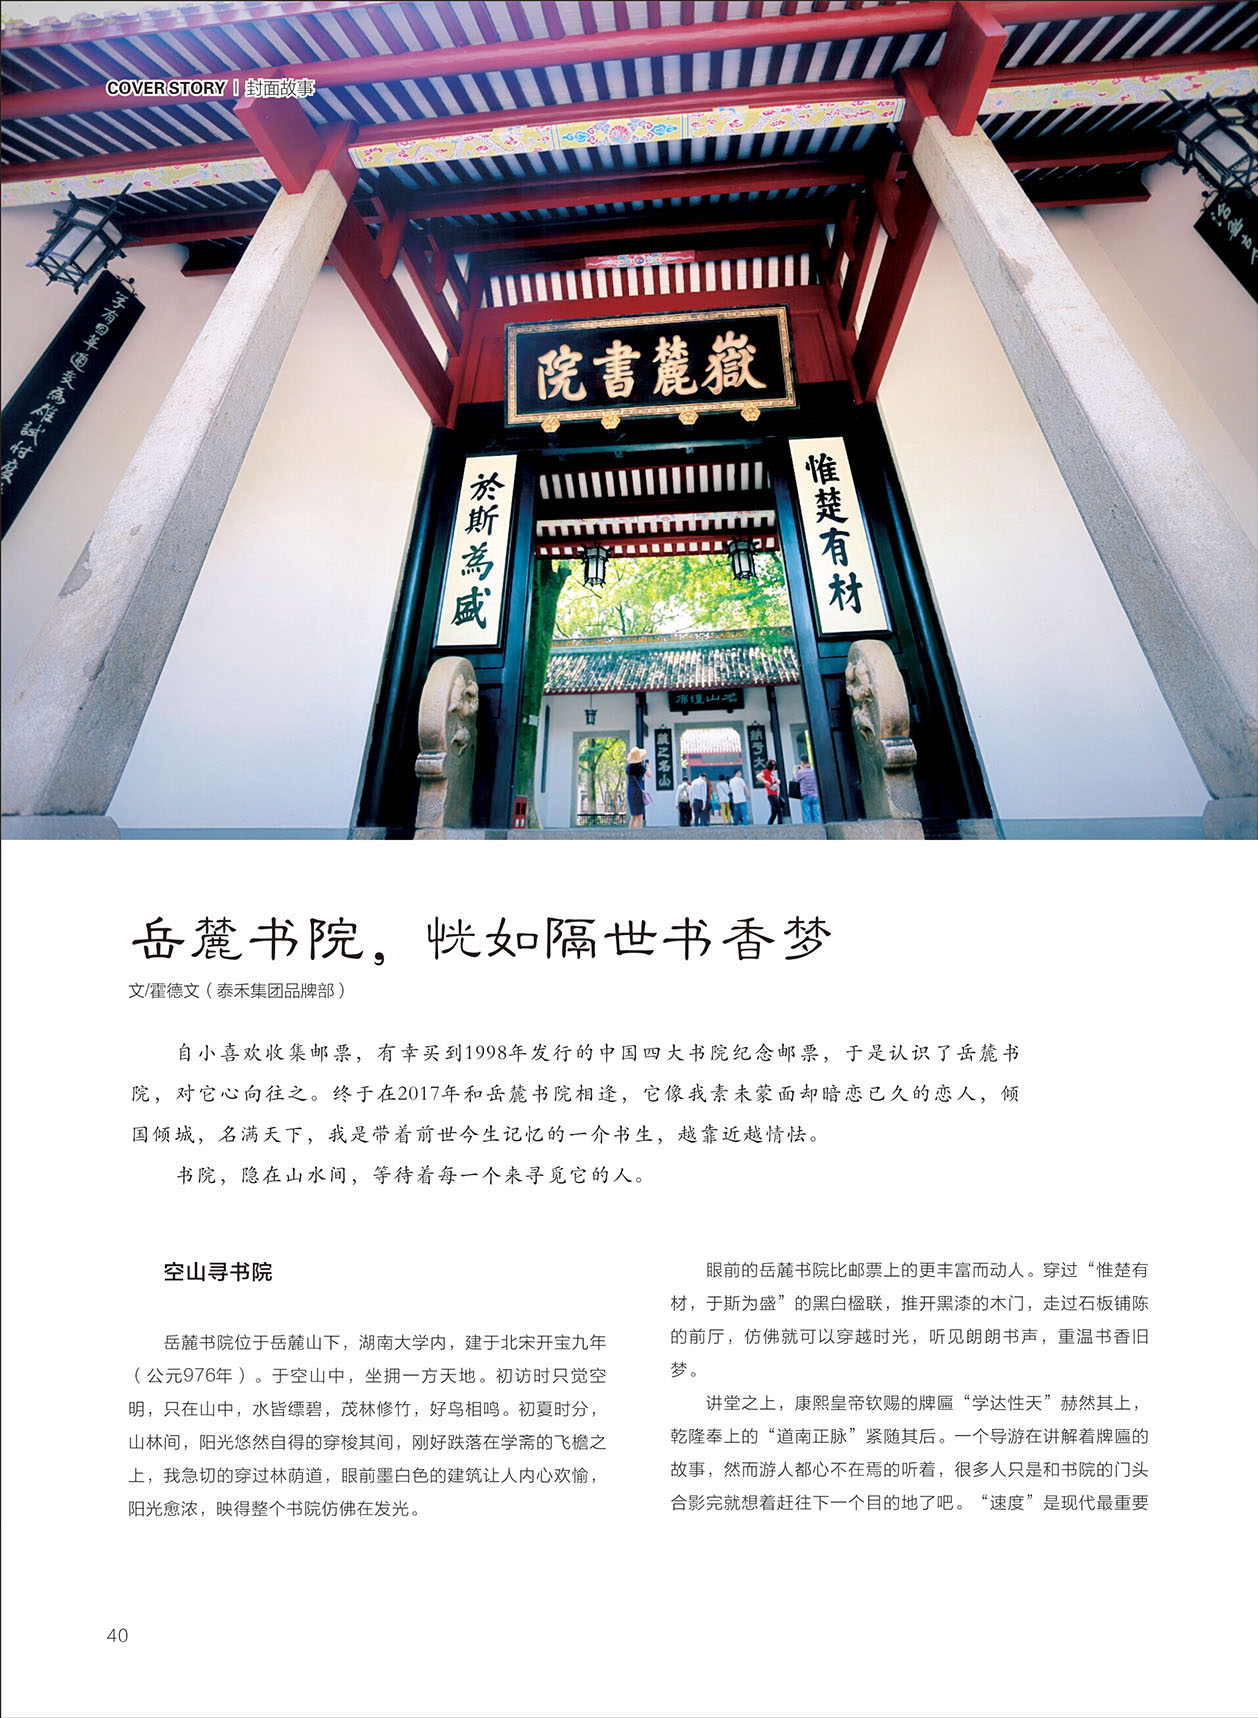 COVER STORY | 封面故事
院書麓嶽
惟楚有材
於斯為盛
岳麓书院，恍如隔世书香梦
文/霍德文（泰禾集团品牌部）
自小喜欢收集邮票，有幸买到1998年发行的中国四大书院纪念邮票，于是认识了岳麓书
院，对它心向往之。终于在2017年和岳麓书院相逢，它像我素未蒙面却暗恋已久的恋人，倾
国倾城，名满天下，我是带着前世今生记忆的一介书生，越靠近越情怯。
书院，隐在山水间，等待着每一个来寻觅它的人。
空山寻书院
岳麓书院位于岳麓山下，湖南大学内，建于北宋开宝九年
（公元976年）。于空山中，坐拥一方天地。初访时只觉空
明，只在山中，水皆缥碧，茂林修竹，好鸟相鸣。初夏时分，
山林间，阳光悠然自得的穿梭其间，刚好跌落在学斋的飞檐之
上，我急切的穿过林荫道，眼前墨白色的建筑让人内心欢愉，
阳光愈浓，映得整个书院仿佛在发光。
眼前的岳麓书院比邮票上的更丰富而动人。穿过“惟楚有
材，于斯为盛”的黑白楹联，推开黑漆的木门，走过石板铺陈
的前厅，仿佛就可以穿越时光，听见朗朗书声，重温书香旧
梦。
讲堂之上，康熙皇帝钦赐的牌匾“学达性天”赫然其上，
乾隆奉上的“道南正脉”紧随其后。一个导游在讲解着牌匾的
故事，然而游人都心不在焉的听着，很多人只是和书院的门头
合影完就想着赶往下一个目的地了吧。“速度”是现代最重要
40